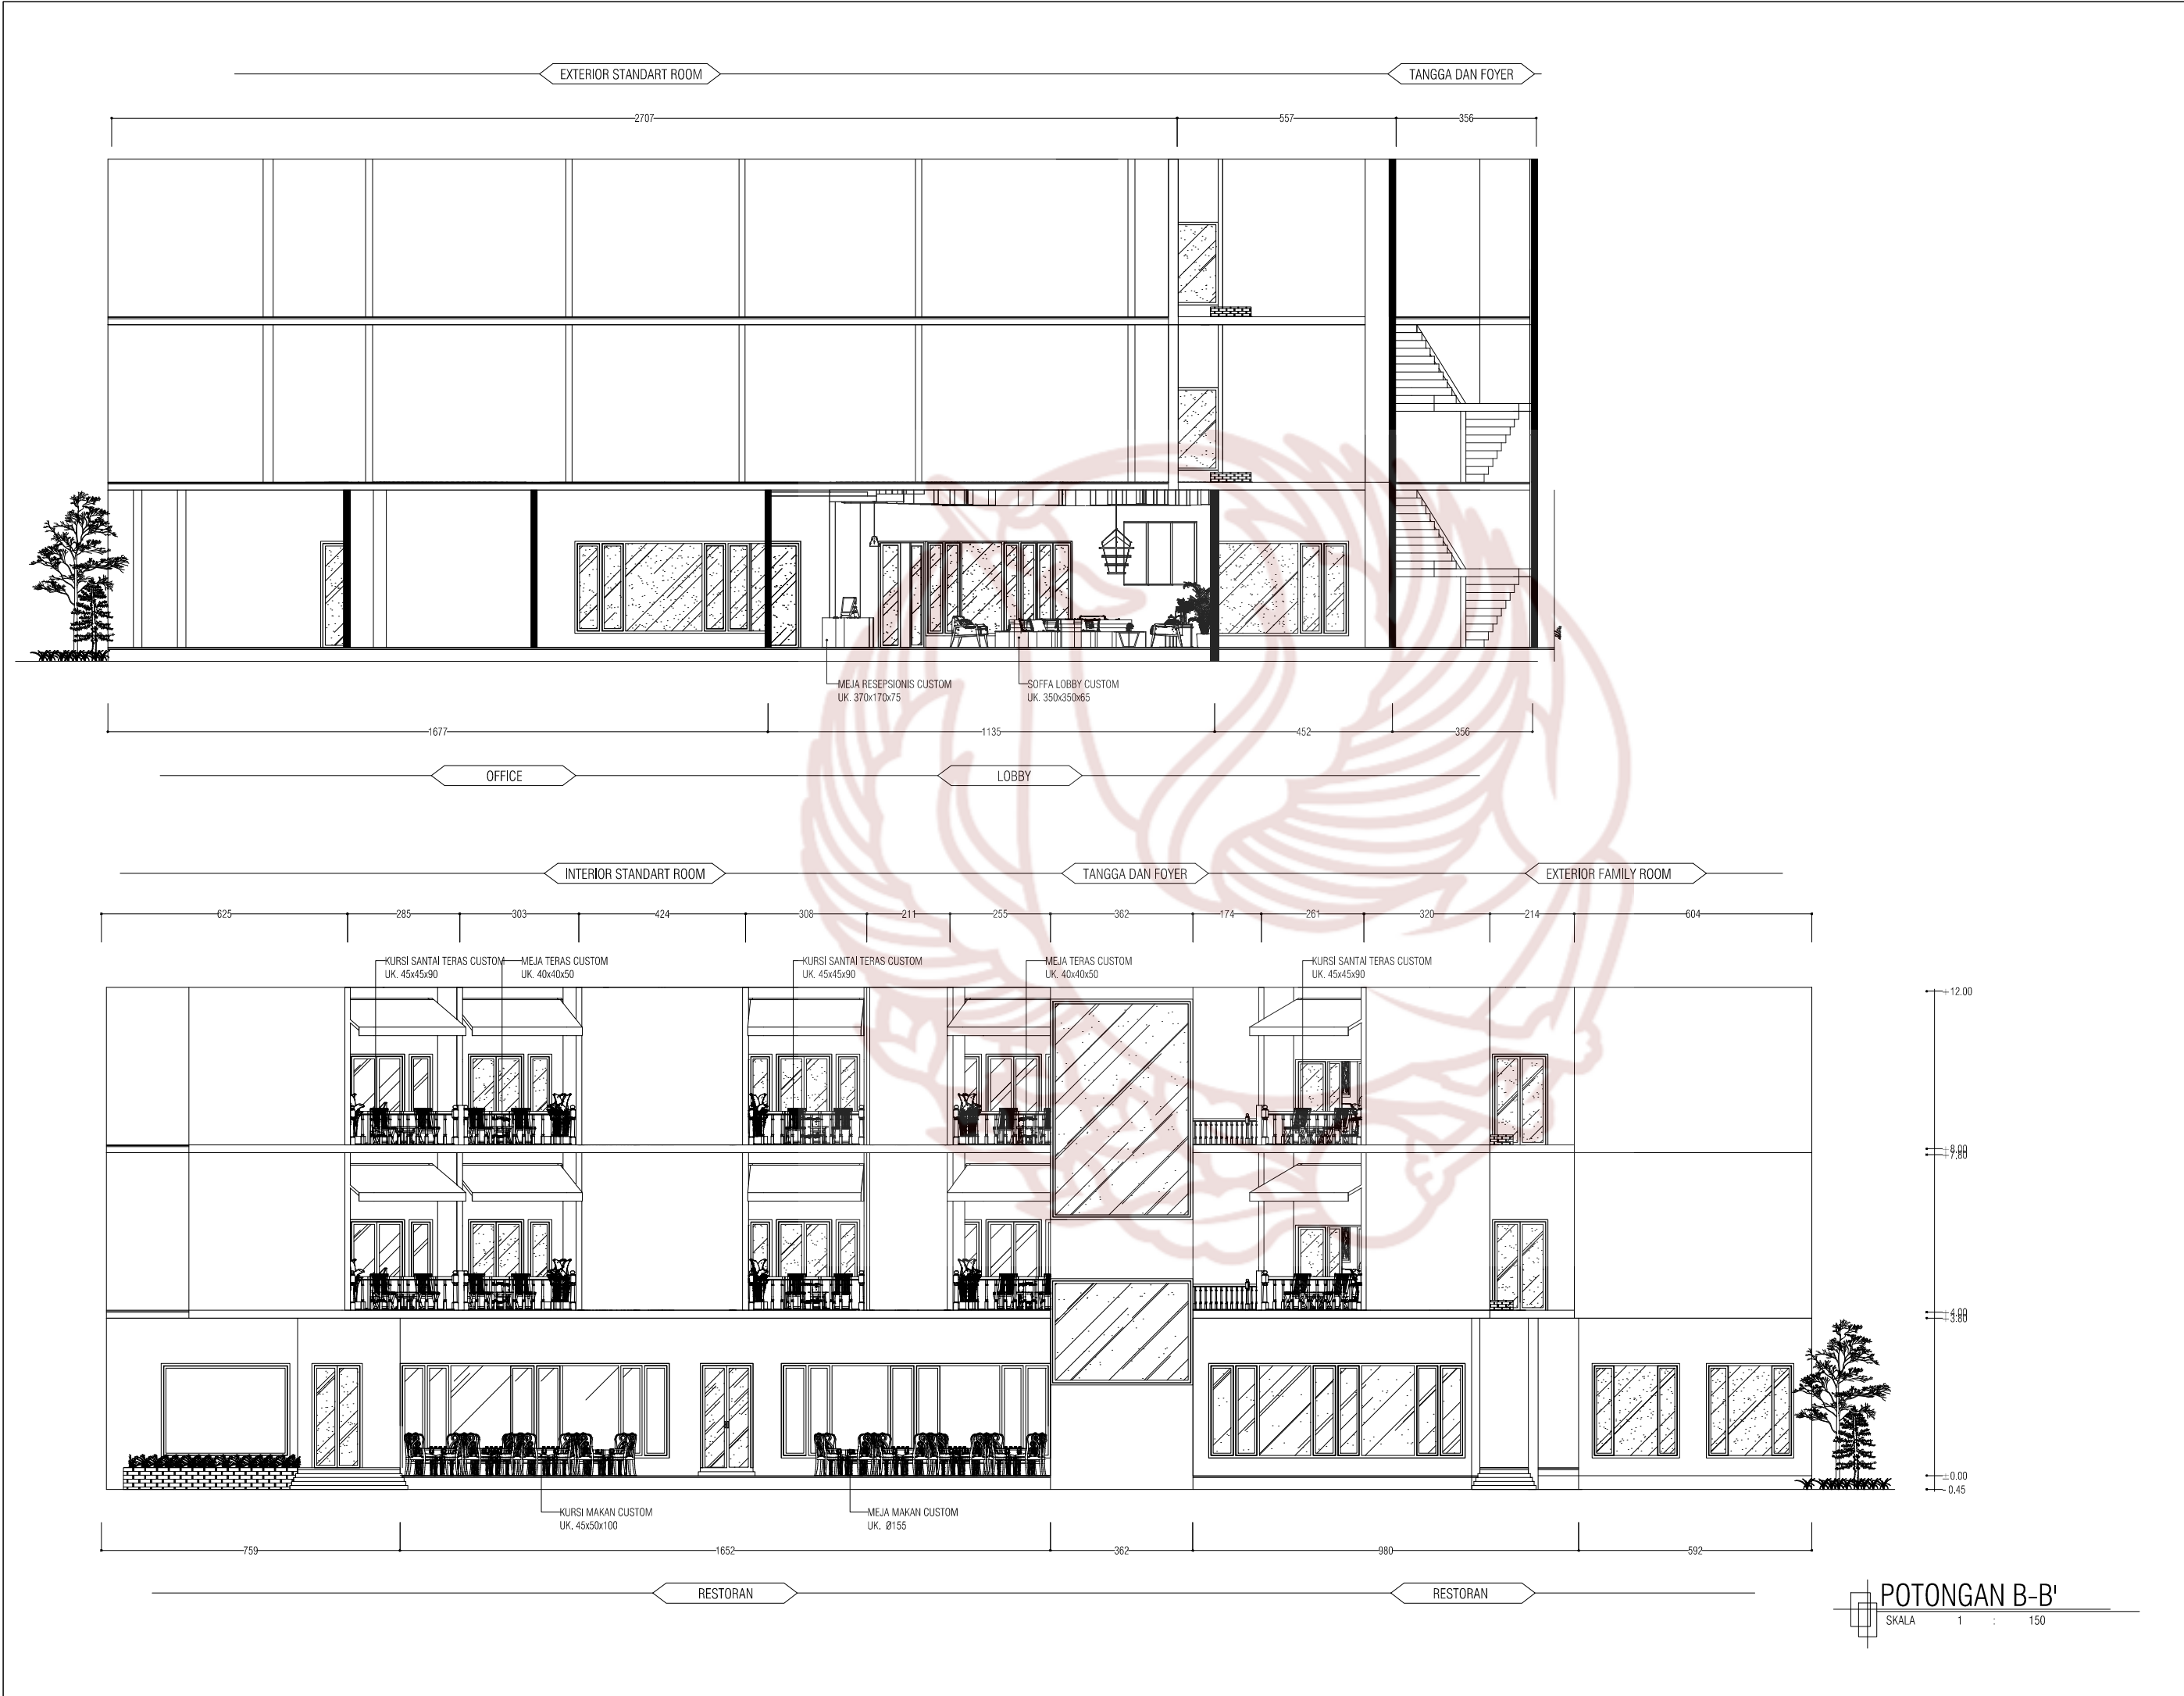 EXTERIOR STANDART ROOM
TANGGA DAN FOYER
2707
557
356
MEJA RESEPSIONIS CUSTOM
UK. 370x170x75
SOFFA LOBBY CUSTOM
UK. 350x350x65
1677
1135
452
356
OFFICE
LOBBY
INTERIOR STANDART ROOM
TANGGA DAN FOYER
EXTERIOR FAMILY ROOM
625
285
303
424
308
211
255
362
174
261
320
214
604
KURSI SANTAI TERAS CUSTOM
UK. 45x45x90
MEJA TERAS CUSTOM
UK. 40x40x50
KURSI SANTAI TERAS CUSTOM
UK. 45x45x90
MEJA TERAS CUSTOM
UK. 40x40x50
KURSI SANTAI TERAS CUSTOM
UK. 45x45x90
+12.00
+8.00
+7.80
+4.00
+3.80
±0.00
- 0.45
KURSI MAKAN CUSTOM
UK. 45x50x100
MEJA MAKAN CUSTOM
UK. Ø155
759
1652
362
980
592
RESTORAN
RESTORAN
POTONGAN B-B'
SKALA 1 : 150